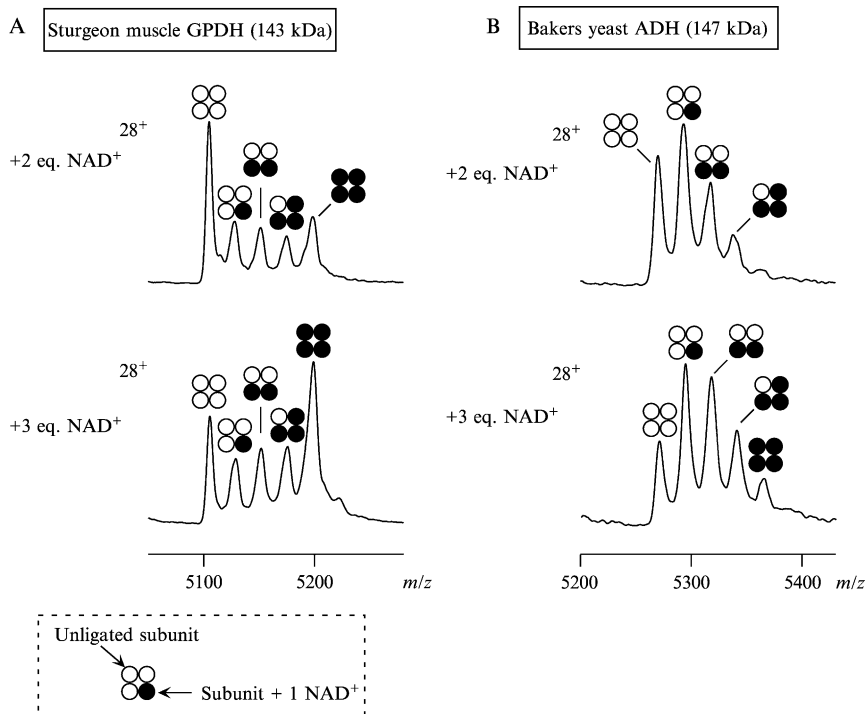 A
Sturgeon muscle GPDH (143 kDa)
28+
+2 eq. NAD+
28+
+3 eq. NAD+
5100 5200 m/z
B
Bakers yeast ADH (147 kDa)
28+
+2 eq. NAD+
28+
+3 eq. NAD+
5200 5300 5400 m/z
Unligated subunit
Subunit + 1 NAD+